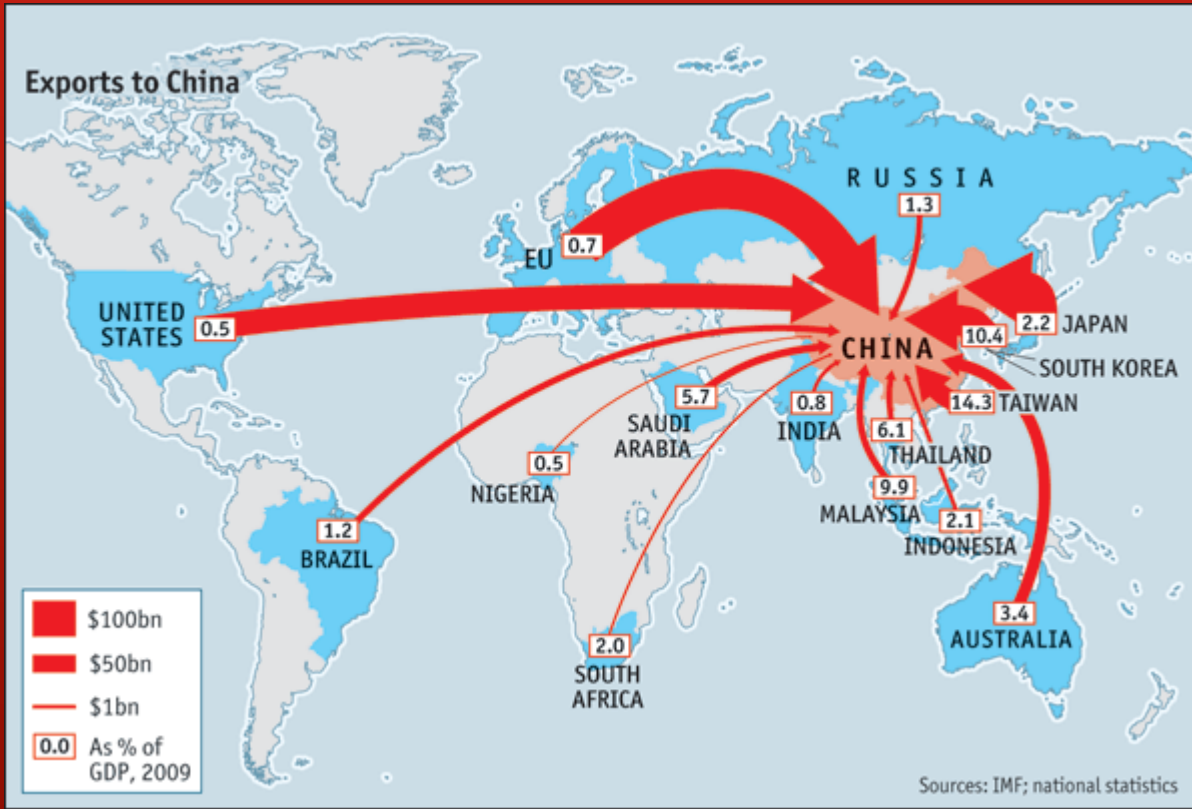 Exports to China
RUSSIA
1.3
EU
0.7
UNITED
STATES
0.5
CHINA
2.2
JAPAN
10.4
SOUTH KOREA
14.3
TAIWAN
5.7
SAUDI
ARABIA
0.8
INDIA
6.1
THAILAND
0.5
NIGERIA
9.9
MALAYSIA
2.1
INDONESIA
1.2
BRAZIL
3.4
AUSTRALIA
2.0
SOUTH
AFRICA
$100bn
$50bn
$1bn
0.0 As % of
GDP, 2009
Sources: IMF; national statistics